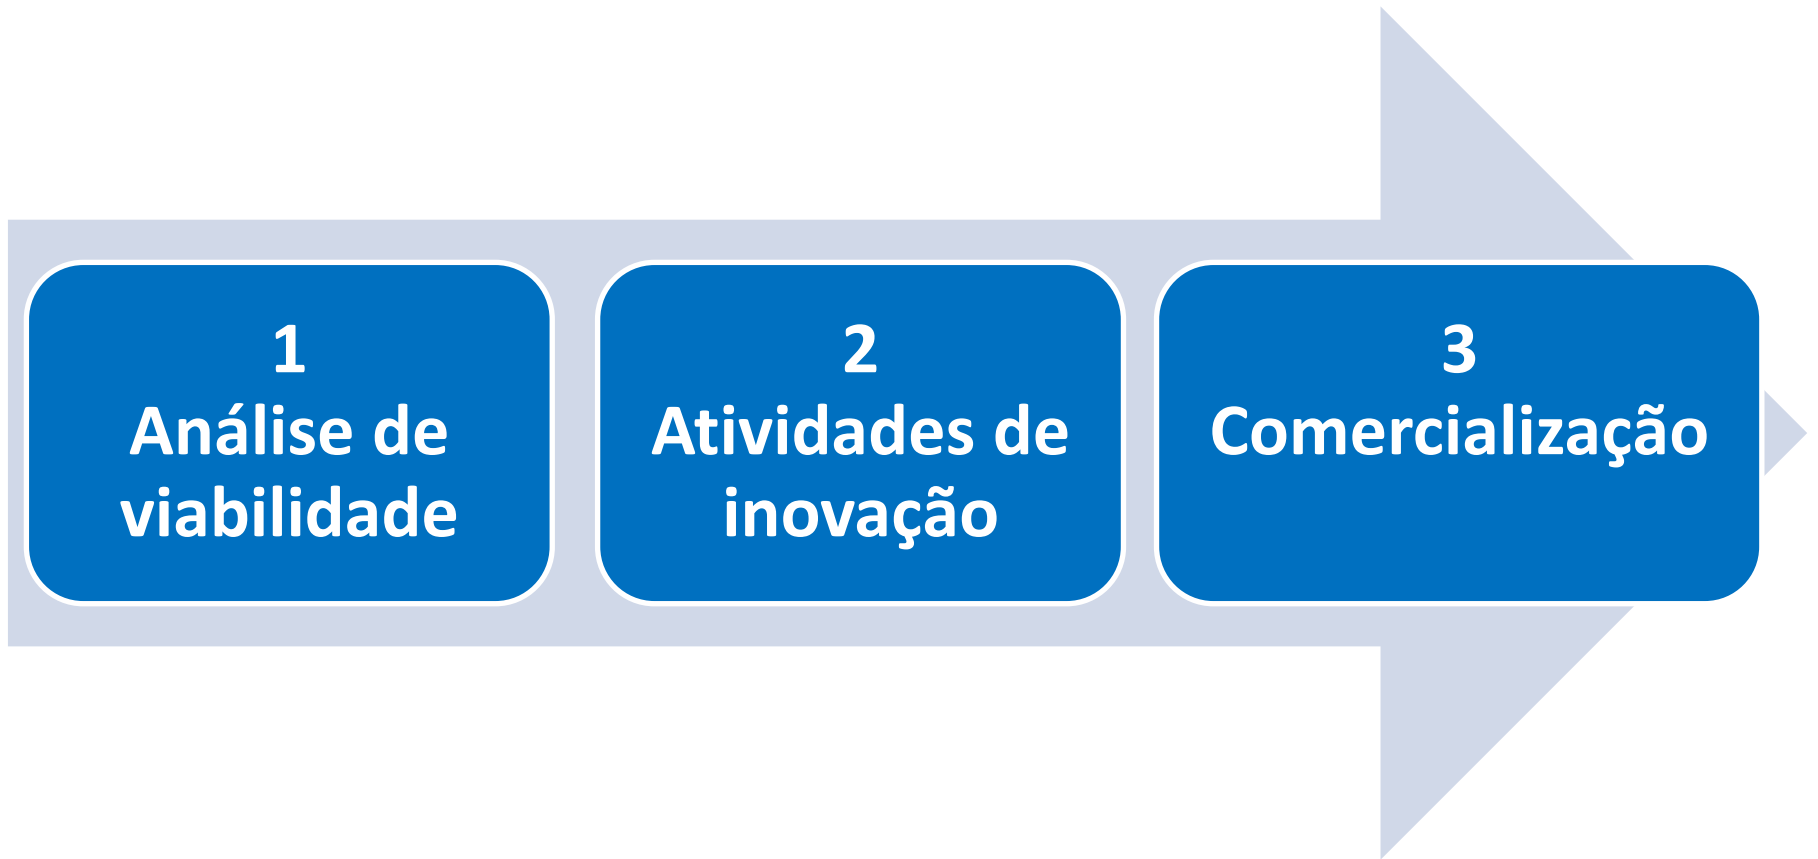 1
Análise de
viabilidade
2
Atividades de
inovação
3
Comercialização